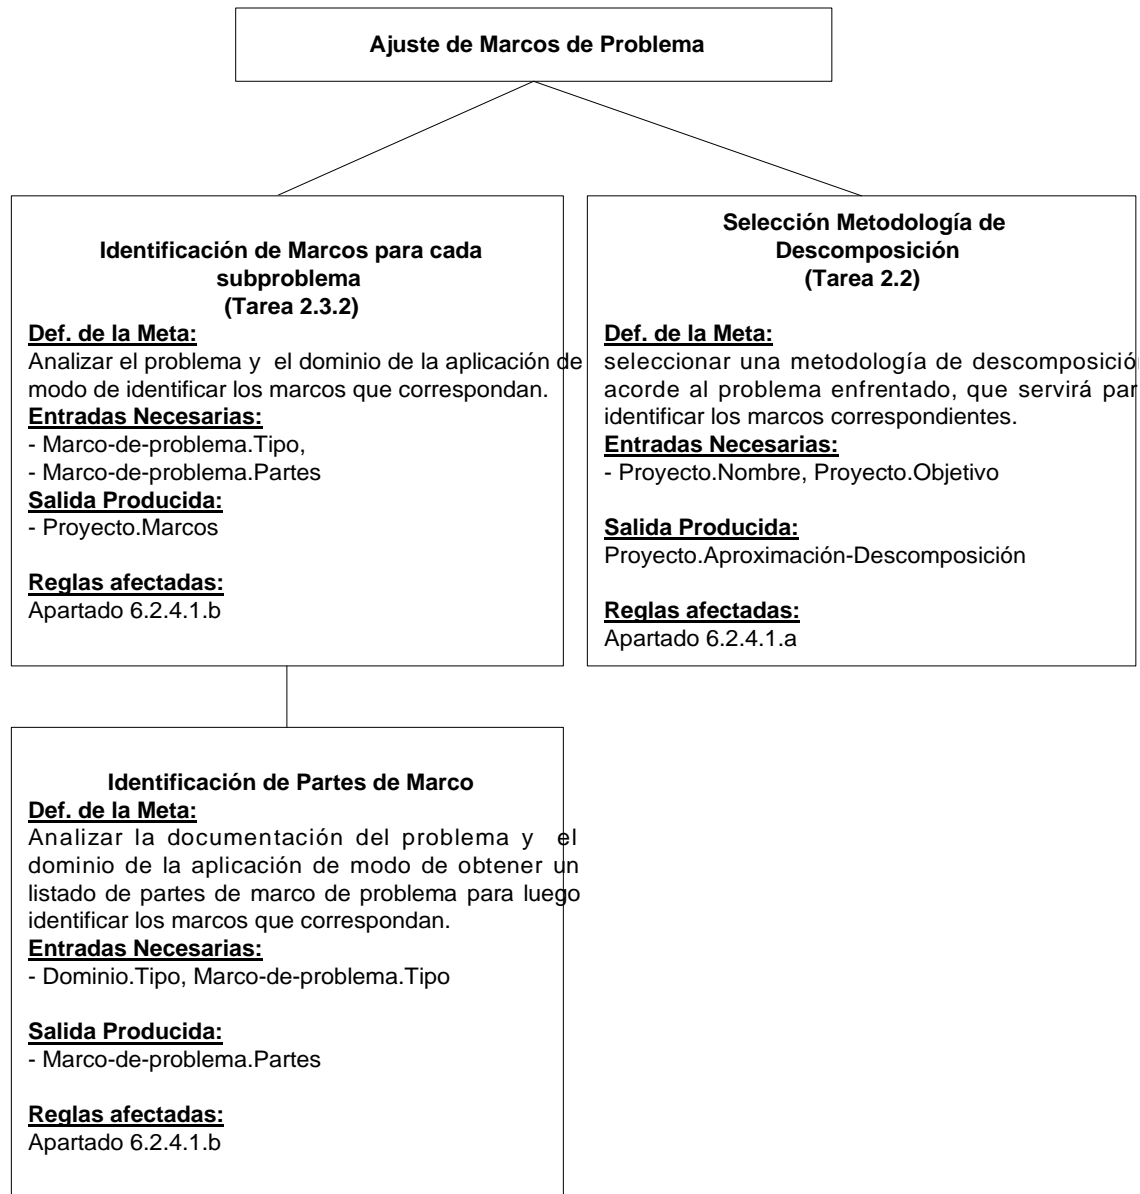 Ajuste de Marcos de Problema
Identificación de Marcos para cada
subproblema
(Tarea 2.3.2)
Def. de la Meta:
Analizar el problema y el dominio de la aplicación de
modo de identificar los marcos que correspondan.
Entradas Necesarias:
- Marco-de-problema.Tipo,
- Marco-de-problema.Partes
Salida Producida:
- Proyecto.Marcos
Reglas afectadas:
Apartado 6.2.4.1.b
Selección Metodología de
Descomposición
(Tarea 2.2)
Def. de la Meta:
seleccionar una metodología de descomposición
acorde al problema enfrentado, que servirá par
identificar los marcos correspondientes.
Entradas Necesarias:
- Proyecto.Nombre, Proyecto.Objetivo
Salida Producida:
Proyecto.Aproximación-Descomposición
Reglas afectadas:
Apartado 6.2.4.1.a
Identificación de Partes de Marco
Def. de la Meta:
Analizar la documentación del problema y el
dominio de la aplicación de modo de obtener un
listado de partes de marco de problema para luego
identificar los marcos que correspondan.
Entradas Necesarias:
- Dominio.Tipo, Marco-de-problema.Tipo
Salida Producida:
- Marco-de-problema.Partes
Reglas afectadas:
Apartado 6.2.4.1.b